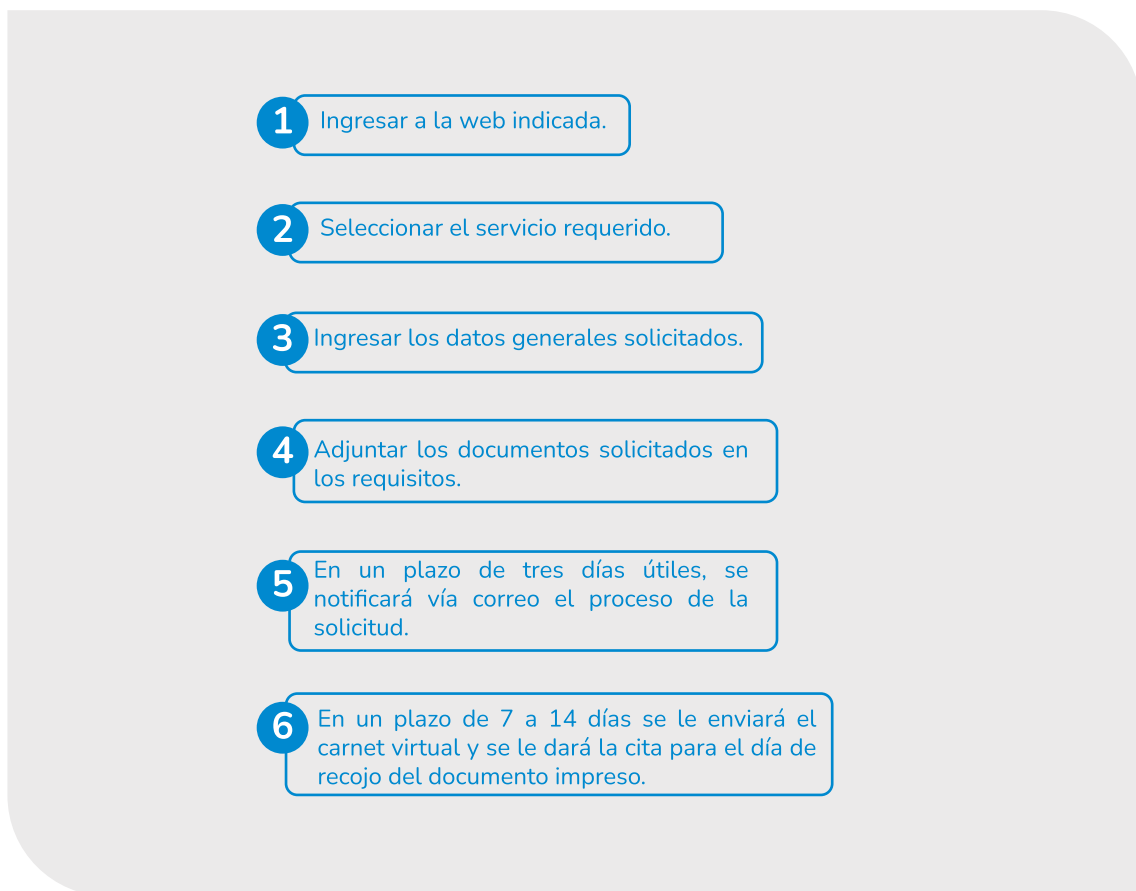 1 Ingresar a la web indicada.
2 Seleccionar el servicio requerido.
3 Ingresar los datos generales solicitados.
4 Adjuntar los documentos solicitados en
los requisitos.
5 En un plazo de tres días útiles, se
notificará vía correo el proceso de la
solicitud.
6 En un plazo de 7 a 14 días se le enviará el
carnet virtual y se le dará la cita para el día de
recojo del documento impreso.